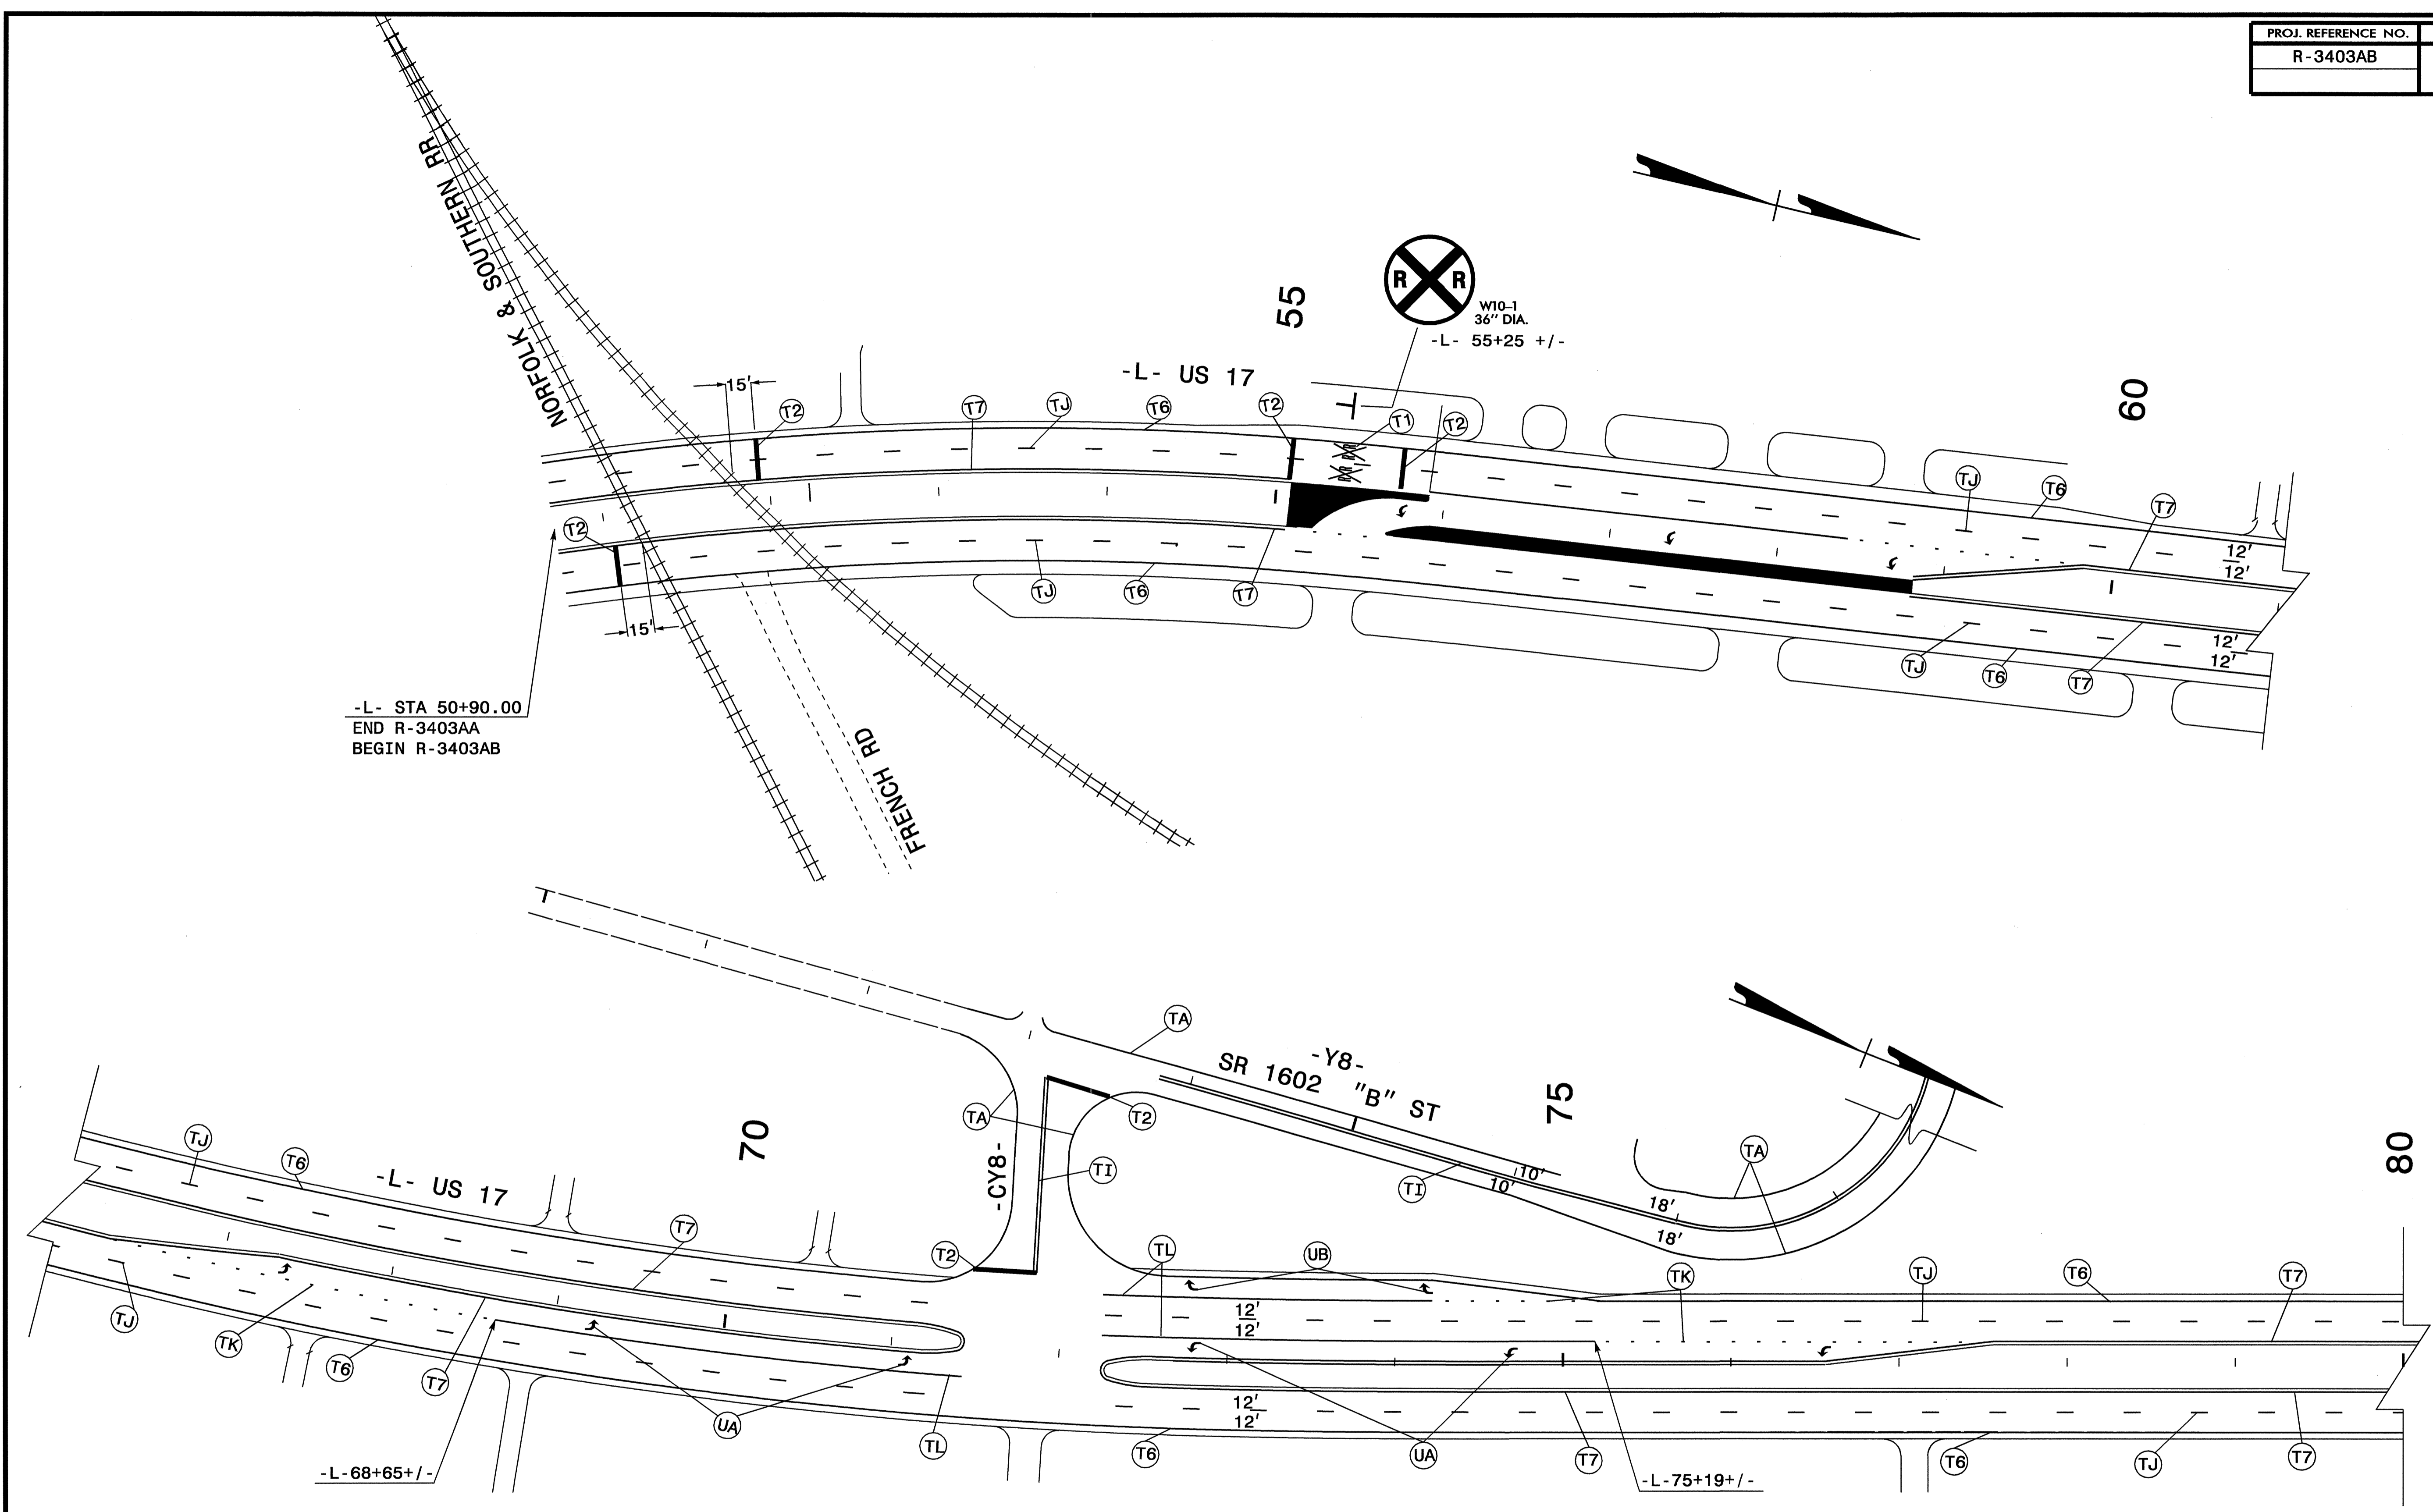 PROJ. REFERENCE NO.
R-3403AB
NORFOLK & SOUTHERN RR
55
R R
W10-1
36" DIA.
-L- 55+25 +/-
-L- US 17
60
15'
T2
T7
TJ
T6
T2
T1
T2
TJ
T6
T7
R R
R R
T2
12'
12'
15'
TJ
T6
T7
12'
12'
TJ
T6
T7
-L- STA 50+90.00
END R-3403AA
BEGIN R-3403AB
FRENCH RD
TA
-Y8-
SR 1602 "B" ST
75
TA
T2
70
TJ
T6
-L- US 17
-CY8-
TI
TI
10'
10'
18'
18'
TA
80
T7
T2
TL
UB
TK
TJ
T6
T7
12'
12'
TJ
TK
T6
T7
UA
TL
12'
12'
T6
UA
T7
T6
TJ
T7
-L-68+65+/-
-L-75+19+/-